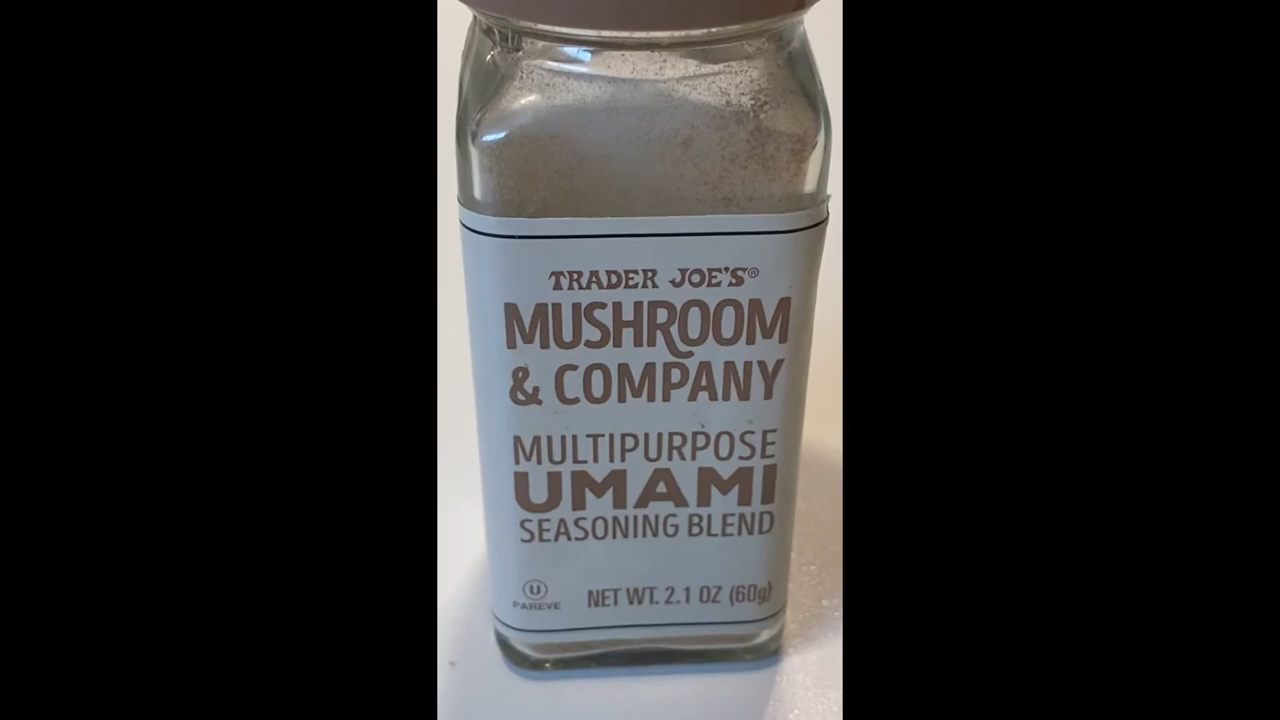 TRADER JOE'S®
MUSHROOM
& COMPANY
MULTIPURPOSE
UMAMI
SEASONING BLEND
U
PAREVE
NET WT. 2.1 OZ (60g)